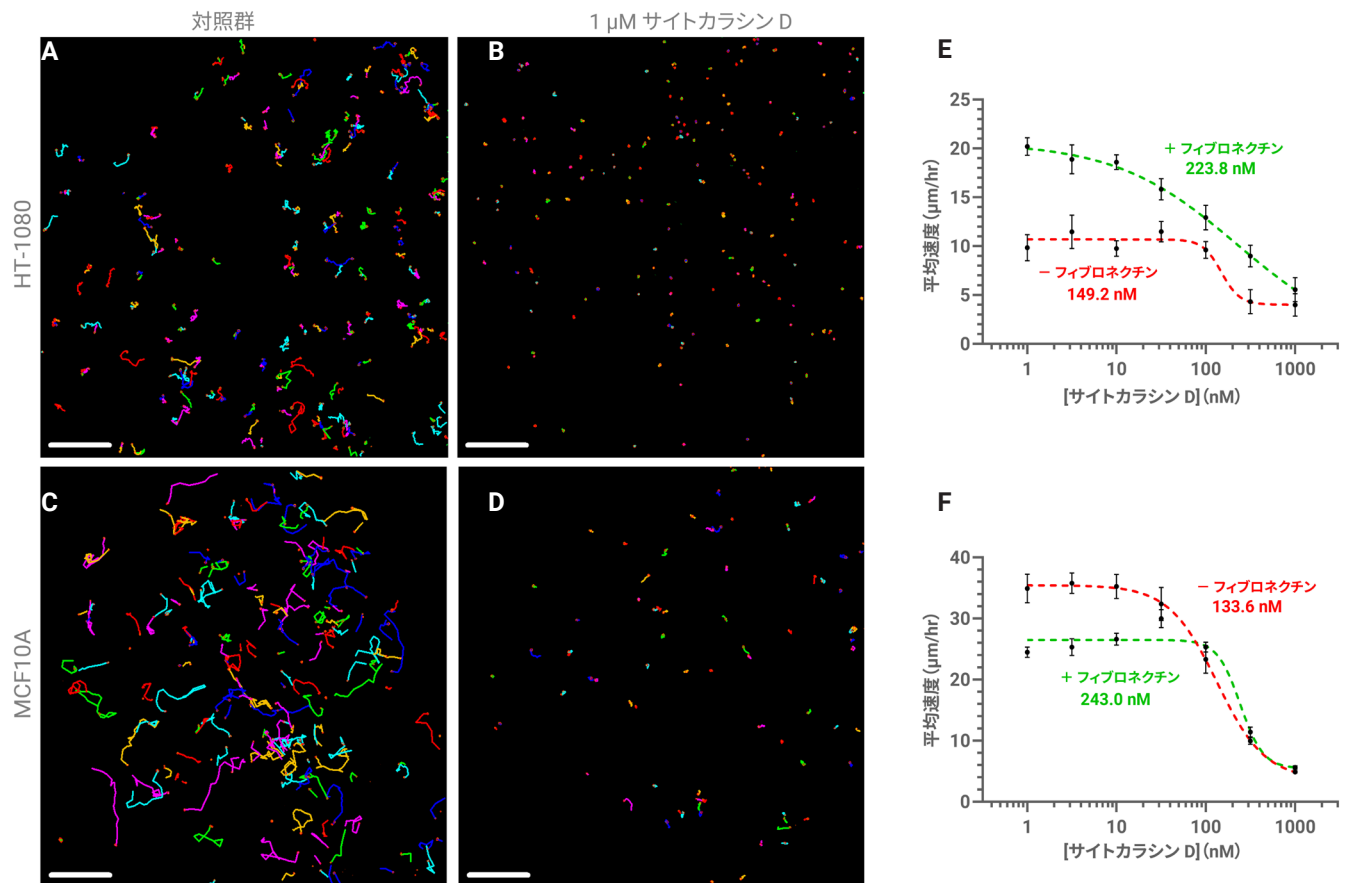 対照群
1 µM サイトカラシン D
A
B
HT-1080
C
D
MCF10A
E
25
20
15
10
5
0
平均速度 (µm/hr)
+ フィブロネクチン
223.8 nM
− フィブロネクチン
149.2 nM
1
10
100
1000
[サイトカラシン D] (nM)
F
40
30
20
10
0
平均速度 (µm/hr)
− フィブロネクチン
133.6 nM
+ フィブロネクチン
243.0 nM
1
10
100
1000
[サイトカラシン D] (nM)